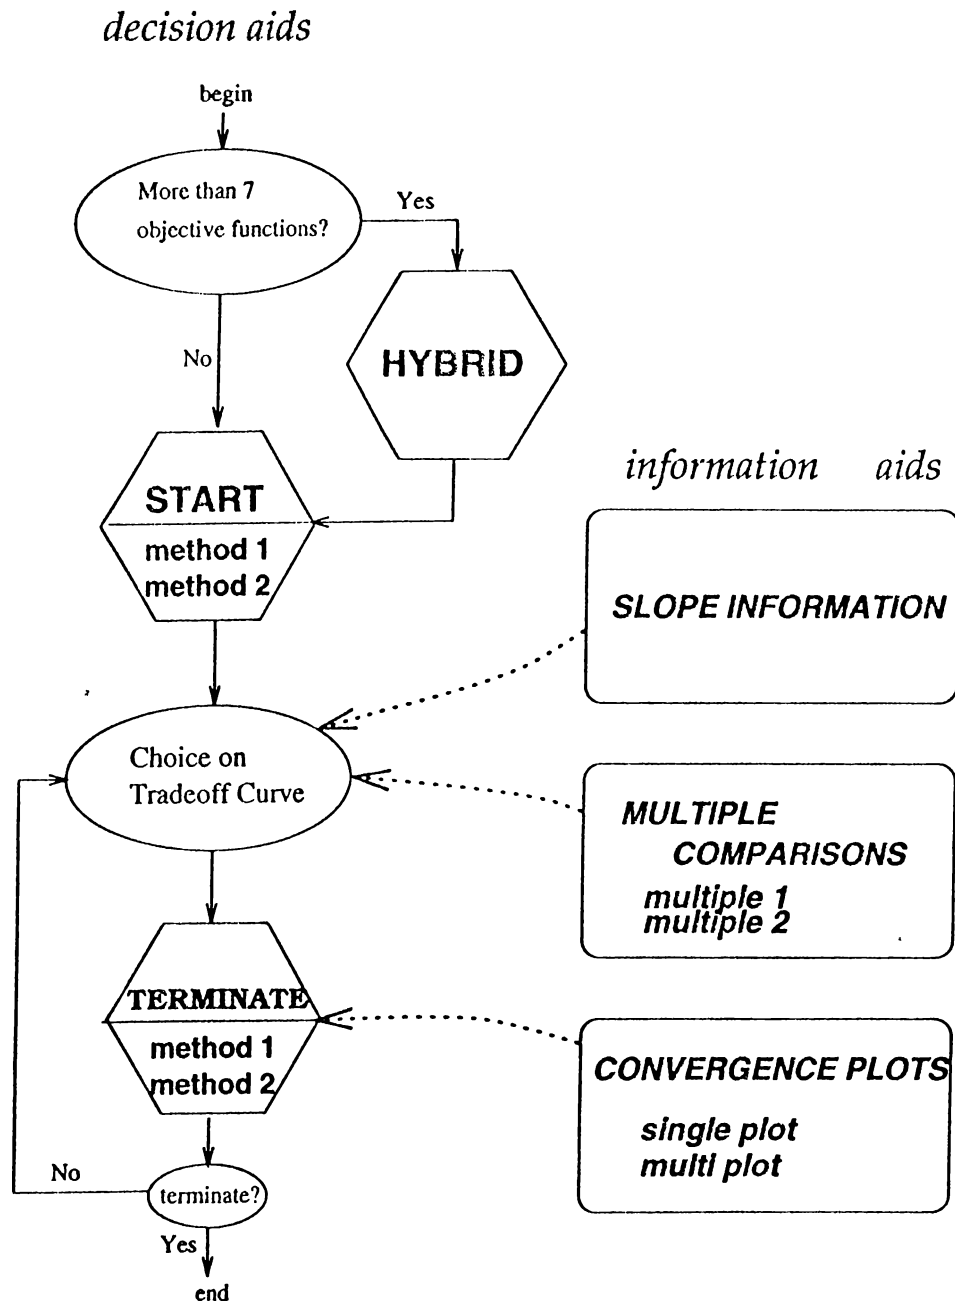 decision aids
begin
More than 7
objective functions?
Yes
No
HYBRID
START
method 1
method 2
information aids
SLOPE INFORMATION
Choice on
Tradeoff Curve
MULTIPLE
COMPARISONS
multiple 1
multiple 2
TERMINATE
method 1
method 2
CONVERGENCE PLOTS
single plot
multi plot
No
terminate?
Yes
end